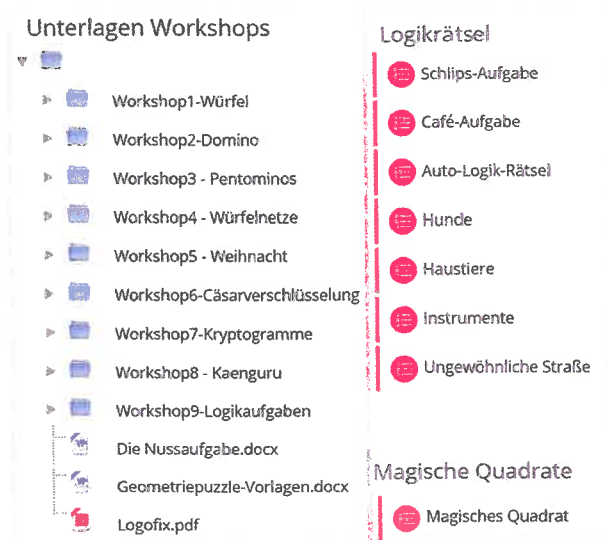 Unterlagen Workshops
Workshop1-Würfel
Workshop2-Domino
Workshop3 - Pentominos
Workshop4 - Würfelnetze
Workshop5 - Weihnacht
Workshop6-Cäsarverschlüsselung
Workshop7-Kryptogramme
Workshop8 - Kaenguru
Workshop9-Logikaufgaben
Die Nussaufgabe.docx
Geometriepuzzle-Vorlagen.docx
Logofix.pdf
Logikrätsel
Schlips-Aufgabe
Café-Aufgabe
Auto-Logik-Rätsel
Hunde
Haustiere
Instrumente
Ungewöhnliche Straße
Magische Quadrate
Magisches Quadrat